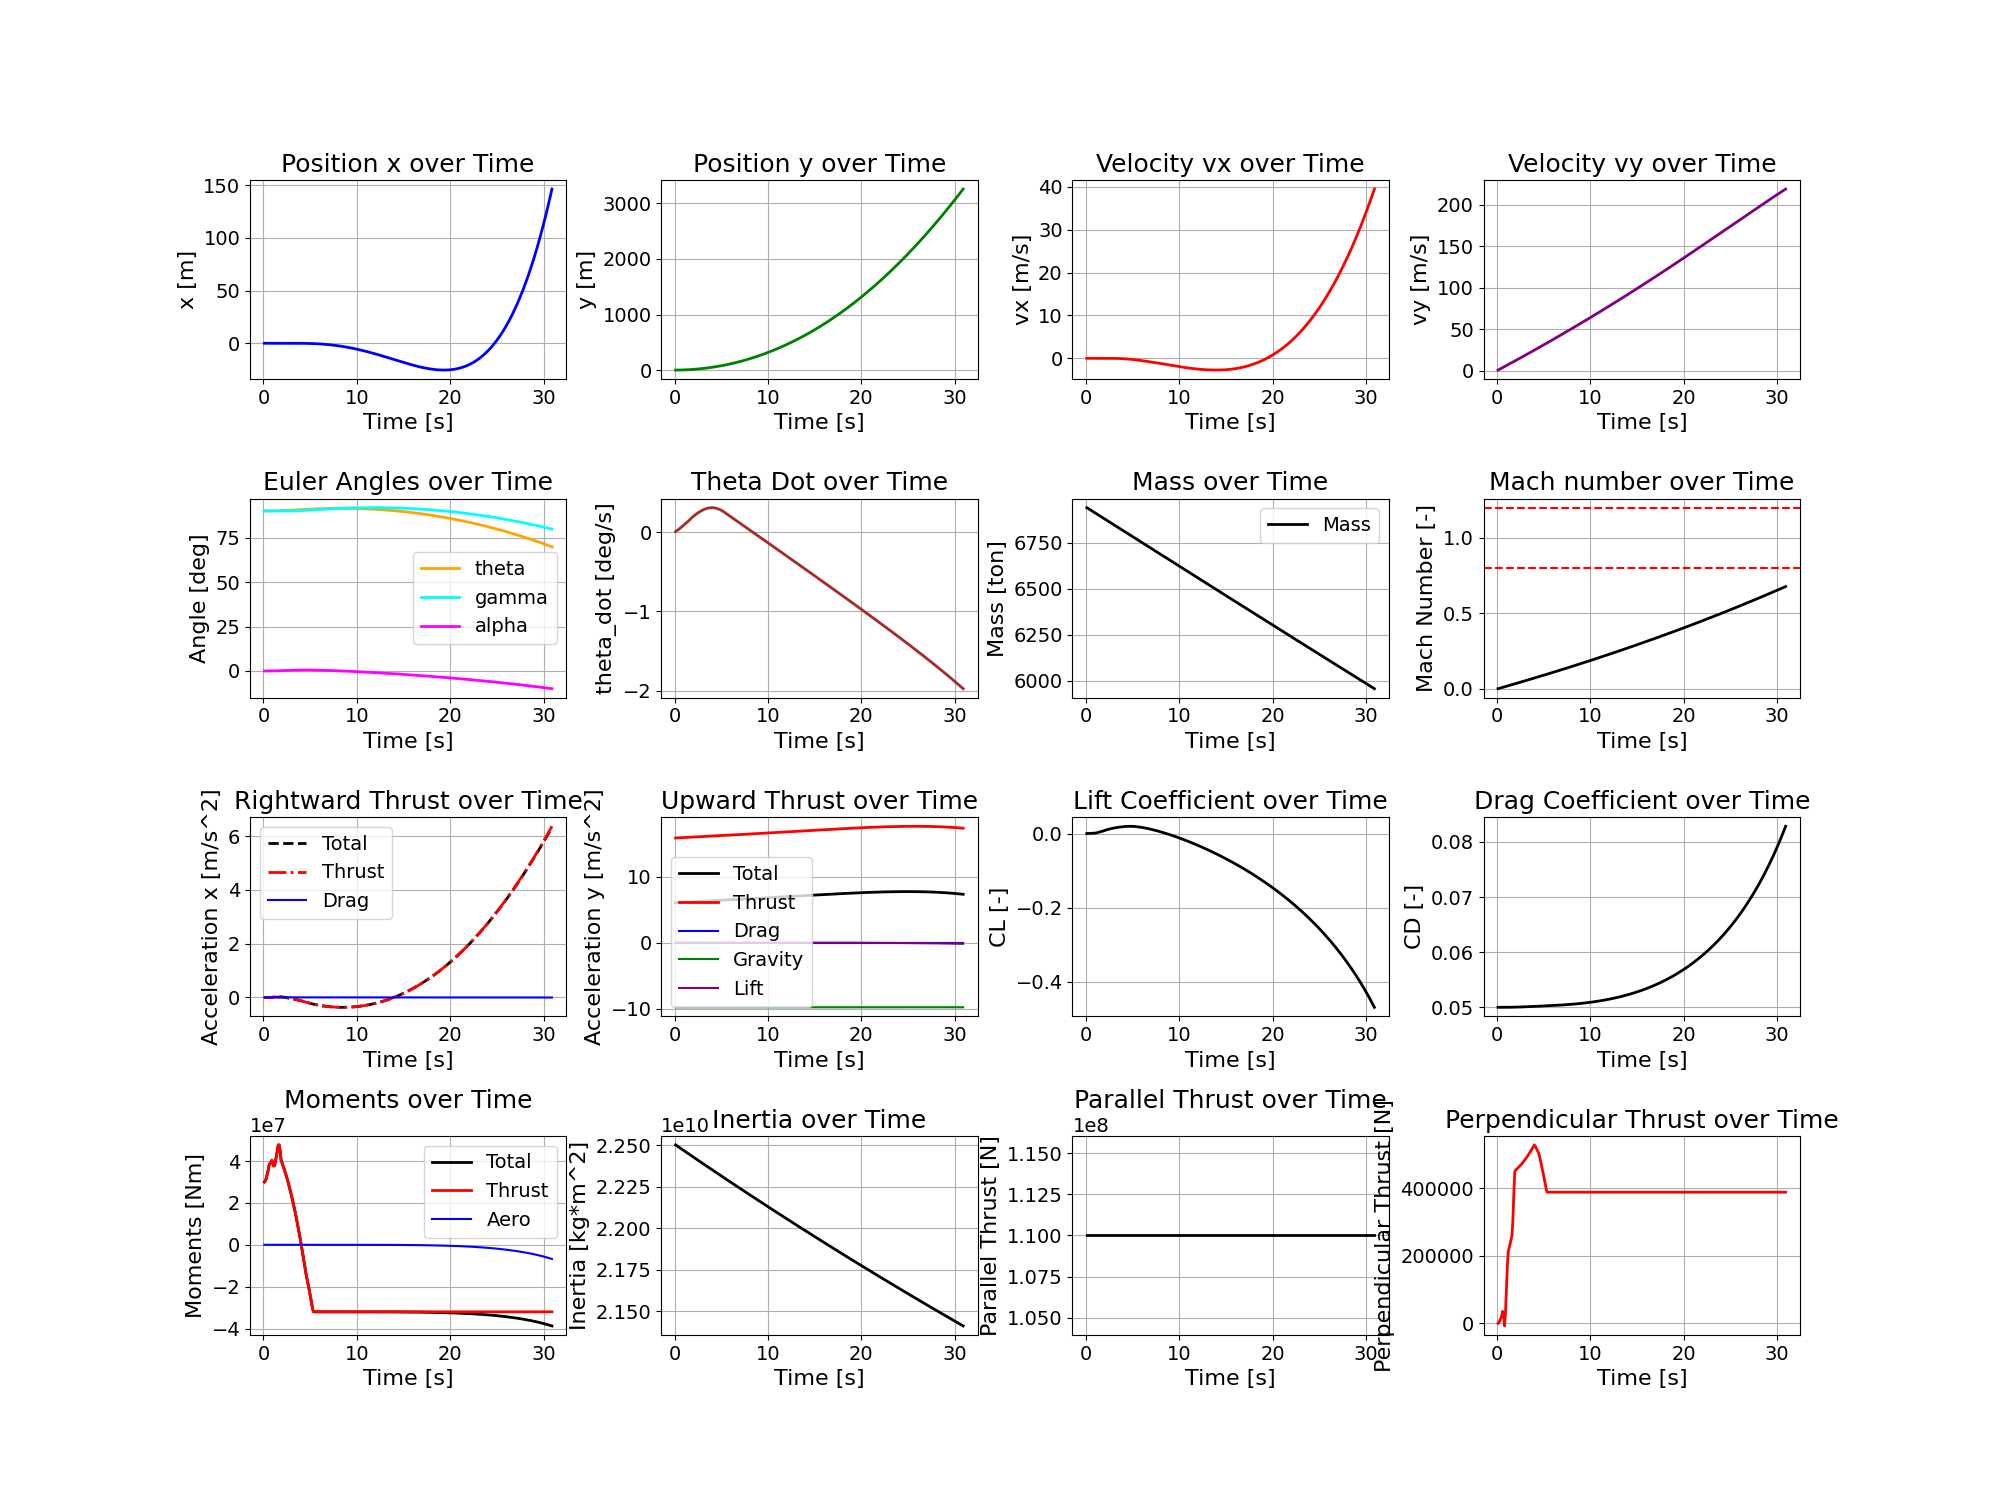 Position x over Time
x [m]
150
100
50
0
0 10 20 30
Time [s]
Position y over Time
y [m]
3000
2000
1000
0
0 10 20 30
Time [s]
Velocity vx over Time
vx [m/s]
40
30
20
10
0
0 10 20 30
Time [s]
Velocity vy over Time
vy [m/s]
200
150
100
50
0
0 10 20 30
Time [s]
Euler Angles over Time
Angle [deg]
75
50
25
0
theta
gamma
alpha
0 10 20 30
Time [s]
Theta Dot over Time
theta_dot [deg/s]
0
−1
−2
0 10 20 30
Time [s]
Mass over Time
Mass [ton]
6750
6500
6250
6000
Mass
0 10 20 30
Time [s]
Mach number over Time
Mach Number [-]
1.0
0.5
0.0
0 10 20 30
Time [s]
Rightward Thrust over Time
Acceleration x [m/s^2]
6
4
2
0
Total
Thrust
Drag
0 10 20 30
Time [s]
Upward Thrust over Time
Acceleration y [m/s^2]
10
0
−10
Total
Thrust
Drag
Gravity
Lift
0 10 20 30
Time [s]
Lift Coefficient over Time
CL [-]
0.0
−0.2
−0.4
0 10 20 30
Time [s]
Drag Coefficient over Time
CD [-]
0.08
0.07
0.06
0.05
0 10 20 30
Time [s]
Moments over Time
1e7
Moments [Nm]
4
2
0
−2
−4
Total
Thrust
Aero
0 10 20 30
Time [s]
Inertia over Time
1e10
Inertia [kg*m^2]
2.250
2.225
2.200
2.175
2.150
0 10 20 30
Time [s]
Parallel Thrust over Time
1e8
Parallel Thrust [N]
1.150
1.125
1.100
1.075
1.050
0 10 20 30
Time [s]
Perpendicular Thrust over Time
Perpendicular Thrust [N]
400000
200000
0
0 10 20 30
Time [s]